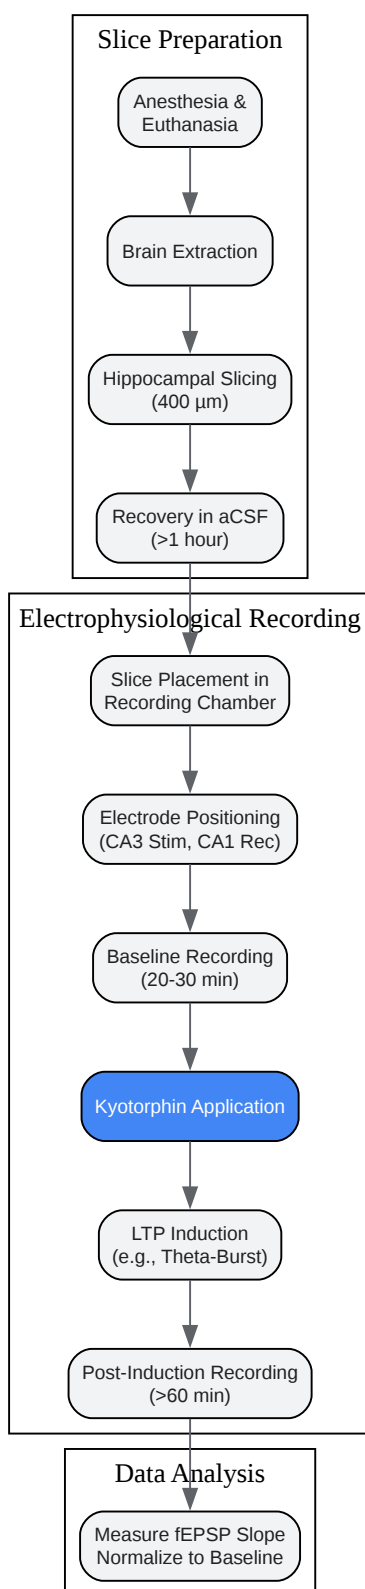 Slice Preparation
Anesthesia &
Euthanasia
Brain Extraction
Hippocampal Slicing
(400 µm)
Recovery in aCSF
(>1 hour)
Electrophysiological Recording
Slice Placement in
Recording Chamber
Electrode Positioning
(CA3 Stim, CA1 Rec)
Baseline Recording
(20-30 min)
Kyotorphin Application
LTP Induction
(e.g., Theta-Burst)
Post-Induction Recording
(>60 min)
Data Analysis
Measure fEPSP Slope
Normalize to Baseline